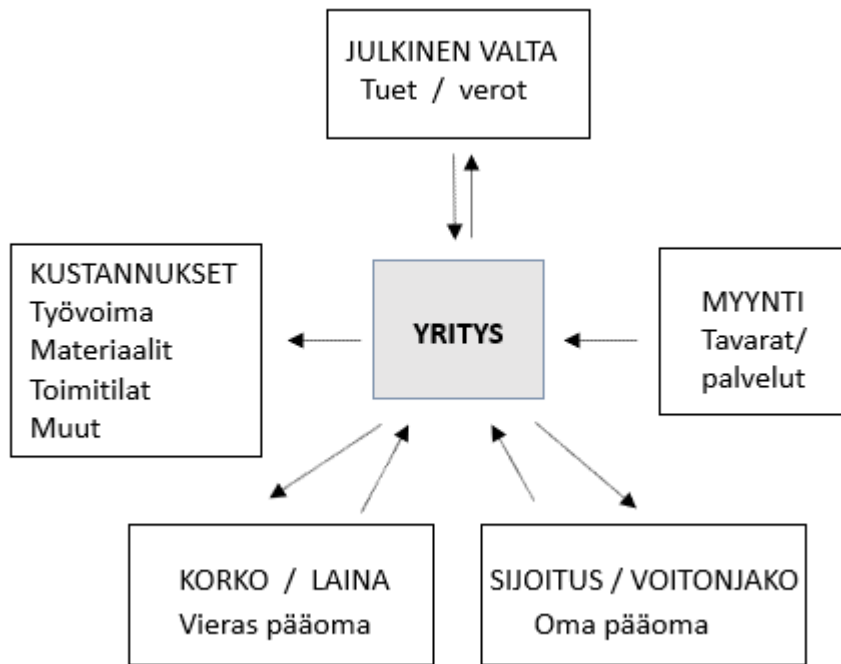 JULKINEN VALTA
Tuet / verot
KUSTANNUKSET
Työvoima
Materiaalit
Toimitilat
Muut
YRITYS
MYYNTI
Tavarat/
palvelut
KORKO / LAINA
Vieras pääoma
SIJOITUS / VOITONJAKO
Oma pääoma